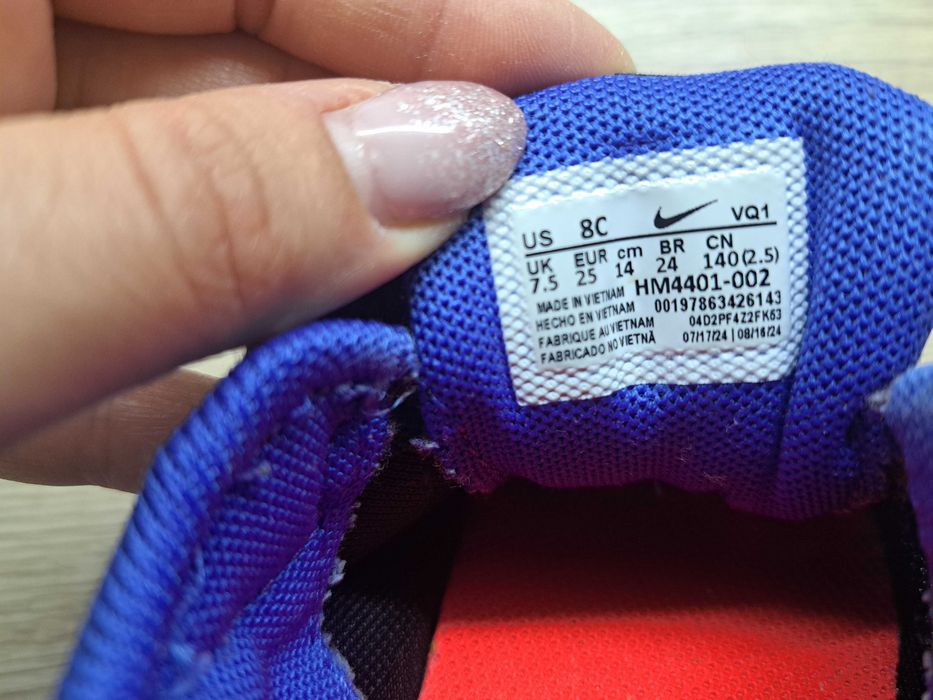 US 8C VQ1
UK EUR cm BR CN
7.5 25 14 24 140(2.5)
MADE IN VIETNAM HM4401-002
HECHO EN VIETNAM 00197863426143
FABRIQUE AU VIETNAM 04D2PF4Z2FK63
FABRICADO NO VIETNÃ 07/17/24 | 08/16/24